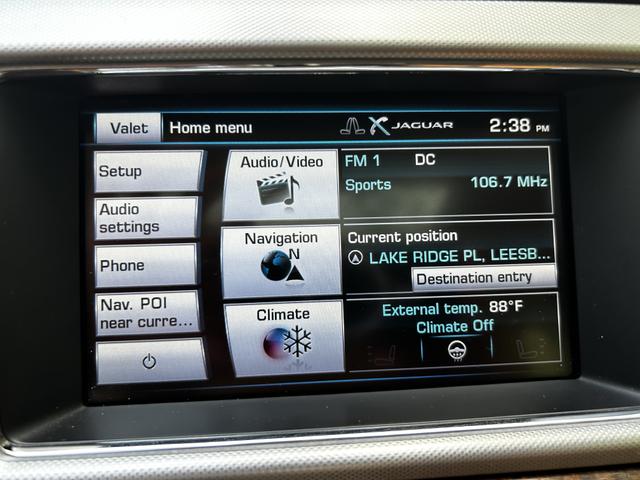 Valet
Home menu
JAGUAR
2:38 PM
Setup
Audio
settings
Phone
Nav. POI
near curre...
Audio/Video
Navigation
N
Climate
FM 1 DC
Sports 106.7 MHz
Current position
LAKE RIDGE PL, LEESB...
Destination entry
External temp. 88°F
Climate Off